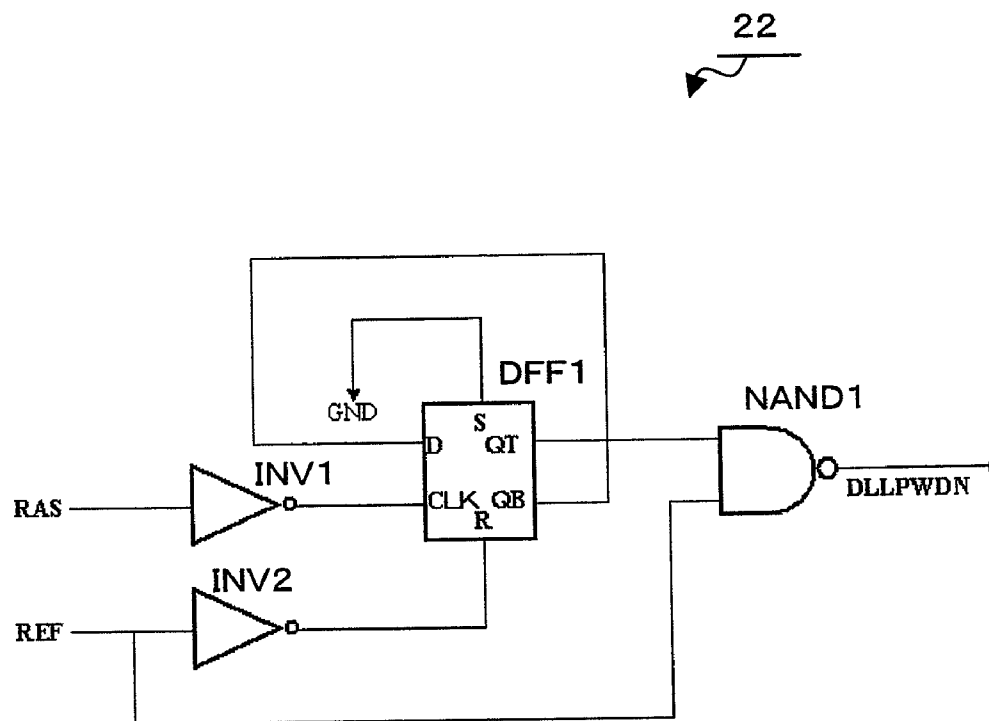 22
DFF1
GND
NAND1
S
D
QT
INV1
DLLPWDN
RAS
CLK
QB
R
INV2
REF